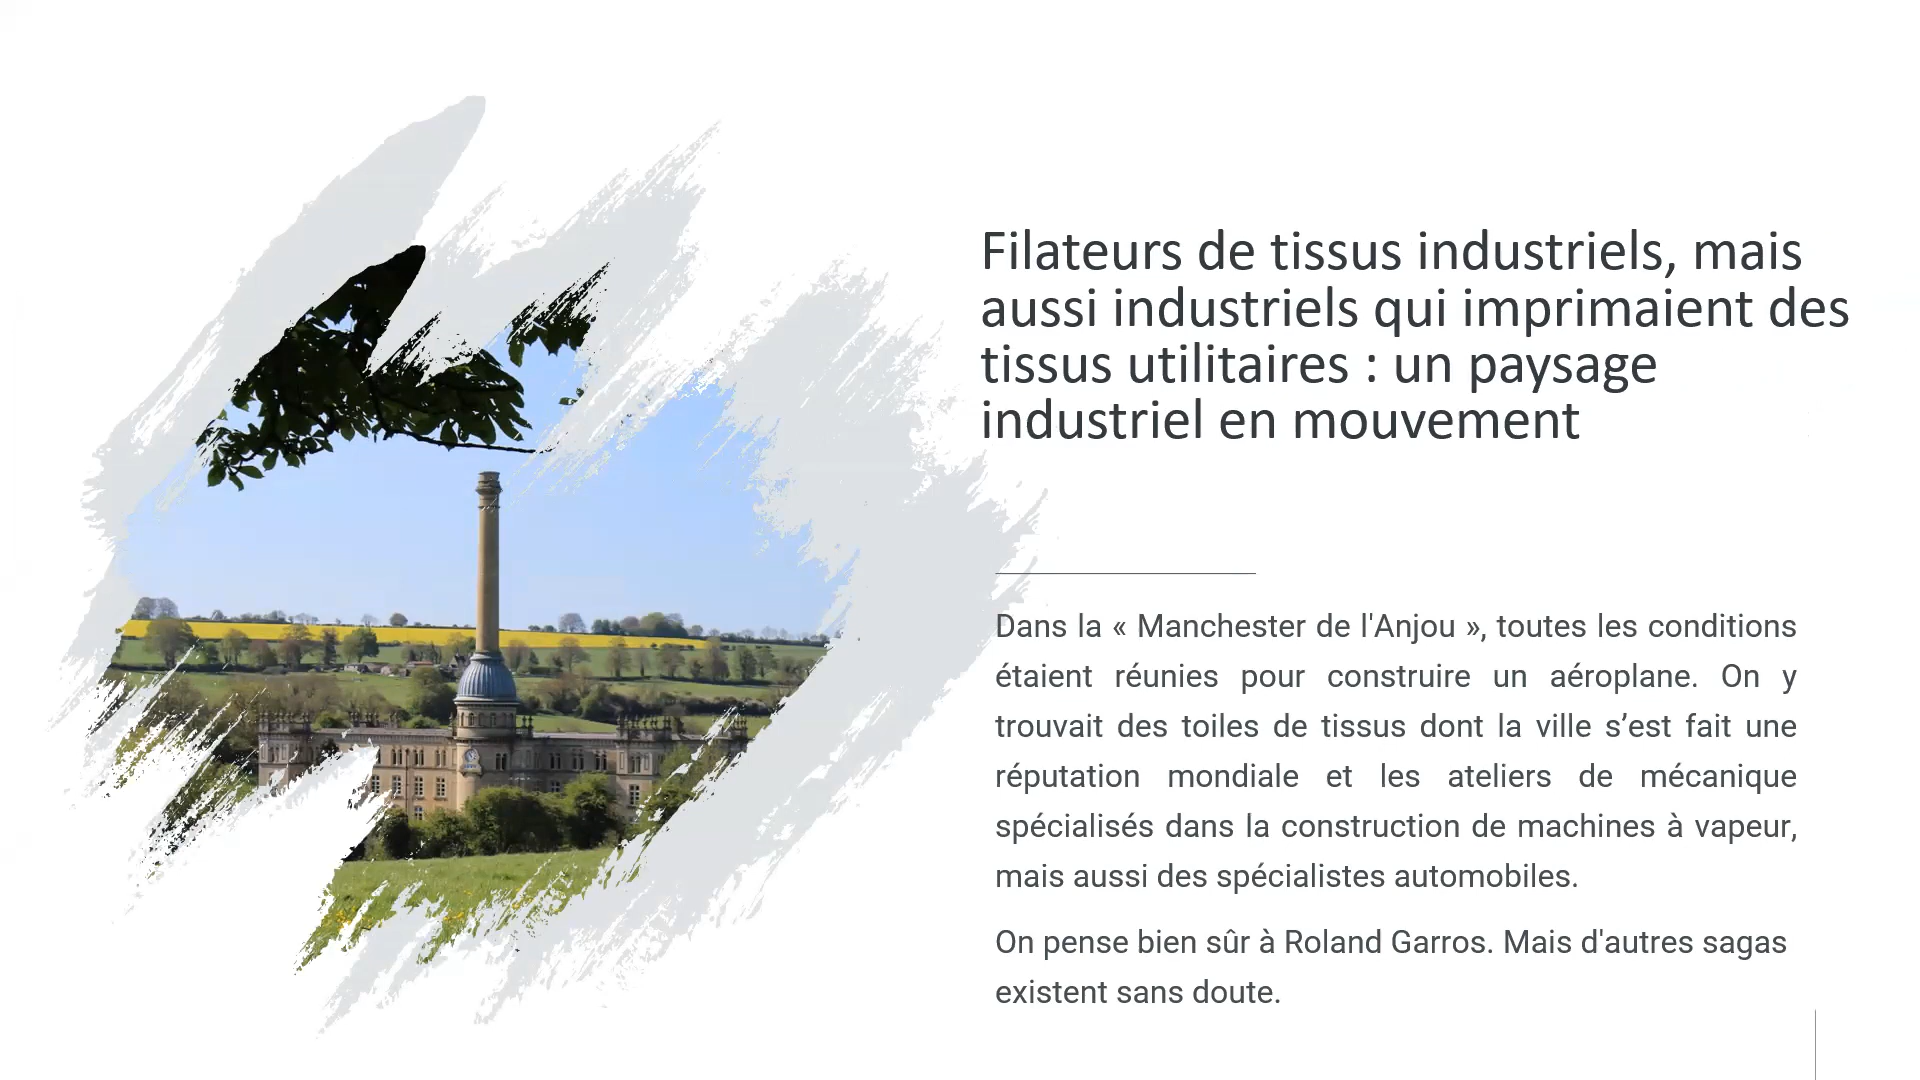 Filateurs de tissus industriels, mais
aussi industriels qui imprimaient des
tissus utilitaires : un paysage
industriel en mouvement
Dans la « Manchester de l'Anjou », toutes les conditions
étaient réunies pour construire un aéroplane. On y
trouvait des toiles de tissus dont la ville s’est fait une
réputation mondiale et les ateliers de mécanique
spécialisés dans la construction de machines à vapeur,
mais aussi des spécialistes automobiles.
On pense bien sûr à Roland Garros. Mais d'autres sagas
existent sans doute.